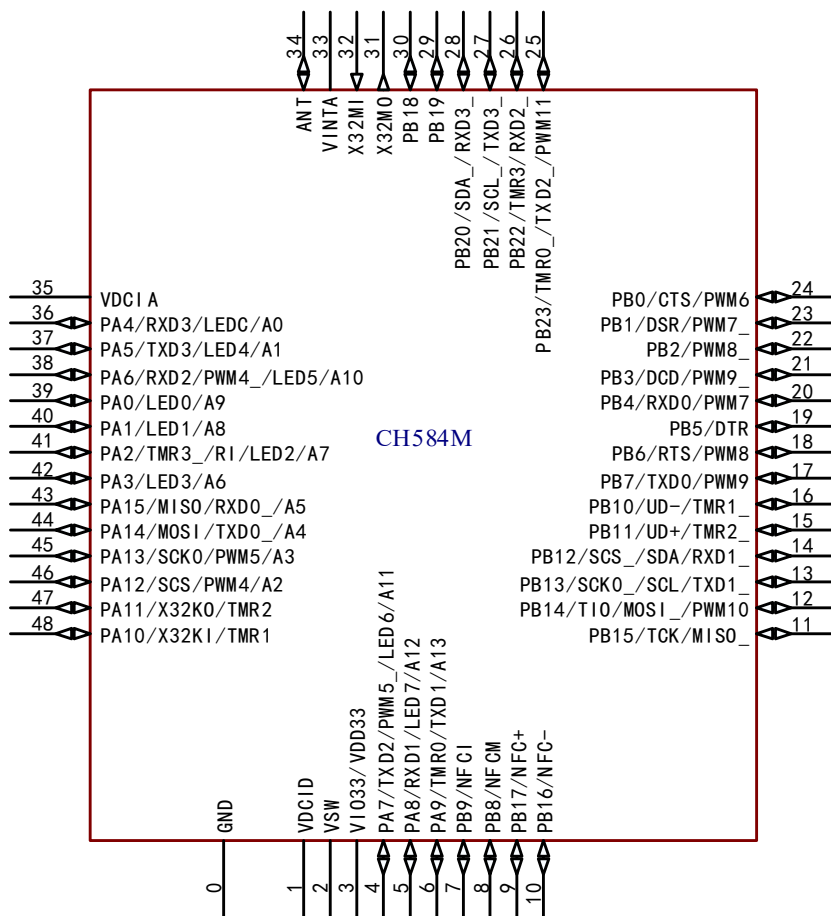 34
33
32
31
30
29
28
27
26
25
ANT
VINTA
X32MI
X32MO
PB18
PB19
PB20/SDA_/RXD3_
PB21/SCL_/TXD3_
PB22/TMR3/RXD2_
PB23/TMR0_/TXD2_/PWM11
35 VDCIA
36 PA4/RXD3/LEDC/A0
37 PA5/TXD3/LED4/A1
38 PA6/RXD2/PWM4_/LED5/A10
39 PA0/LED0/A9
40 PA1/LED1/A8
41 PA2/TMR3_/RI/LED2/A7
42 PA3/LED3/A6
43 PA15/MISO/RXD0_/A5
44 PA14/MOSI/TXD0_/A4
45 PA13/SCK0/PWM5/A3
46 PA12/SCS/PWM4/A2
47 PA11/X32KO/TMR2
48 PA10/X32KI/TMR1
CH584M
PB0/CTS/PWM6 24
PB1/DSR/PWM7_ 23
PB2/PWM8_ 22
PB3/DCD/PWM9_ 21
PB4/RXD0/PWM7 20
PB5/DTR 19
PB6/RTS/PWM8 18
PB7/TXD0/PWM9 17
PB10/UD-/TMR1_ 16
PB11/UD+/TMR2_ 15
PB12/SCS_/SDA/RXD1_ 14
PB13/SCK0_/SCL/TXD1_ 13
PB14/TIO/MOSI_/PWM10 12
PB15/TCK/MISO_ 11
GND
VDCID
VSW
VIO33/VDD33
PA7/TXD2/PWM5_/LED6/A11
PA8/RXD1/LED7/A12
PA9/TMR0/TXD1/A13
PB9/NFCI
PB8/NFCM
PB17/NFC+
PB16/NFC-
0
1
2
3
4
5
6
7
8
9
10